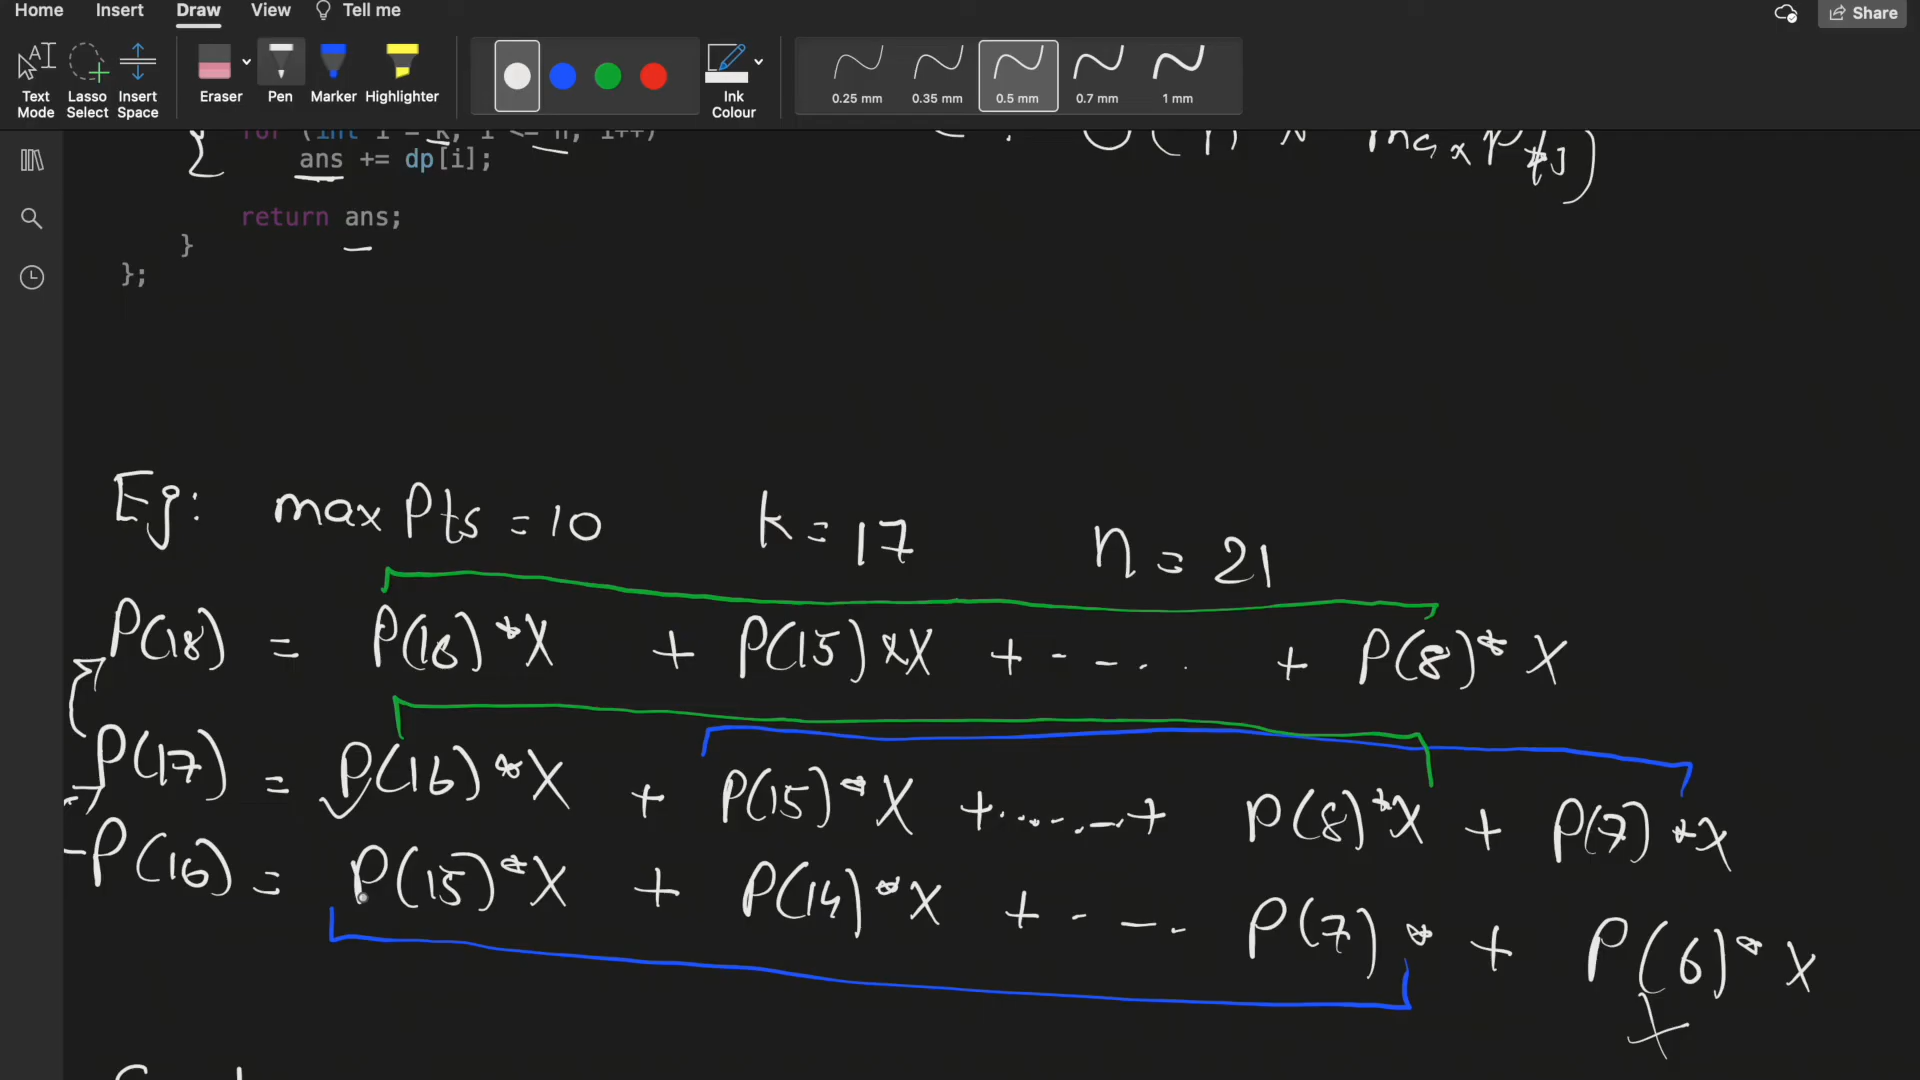 Home Insert Draw View Tell me Share
Text Mode Lasso Select Insert Space Eraser Pen Marker Highlighter Ink Colour 0.25 mm 0.35 mm 0.5 mm 0.7 mm 1 mm
for (int i = k; i <= n; i++)
ans += dp[i];
return ans;
}
};
Eg: max Pts = 10 k = 17 n = 21
P(18) = P(16)*X + P(15)*X + - - . . . + P(8)* X
P(17) = P(16)*X + P(15)*X +.......+ P(8)*X + P(7)*X
P(16) = P(15)*X + P(14)*X + - - - . P(7)* + P(6)* X